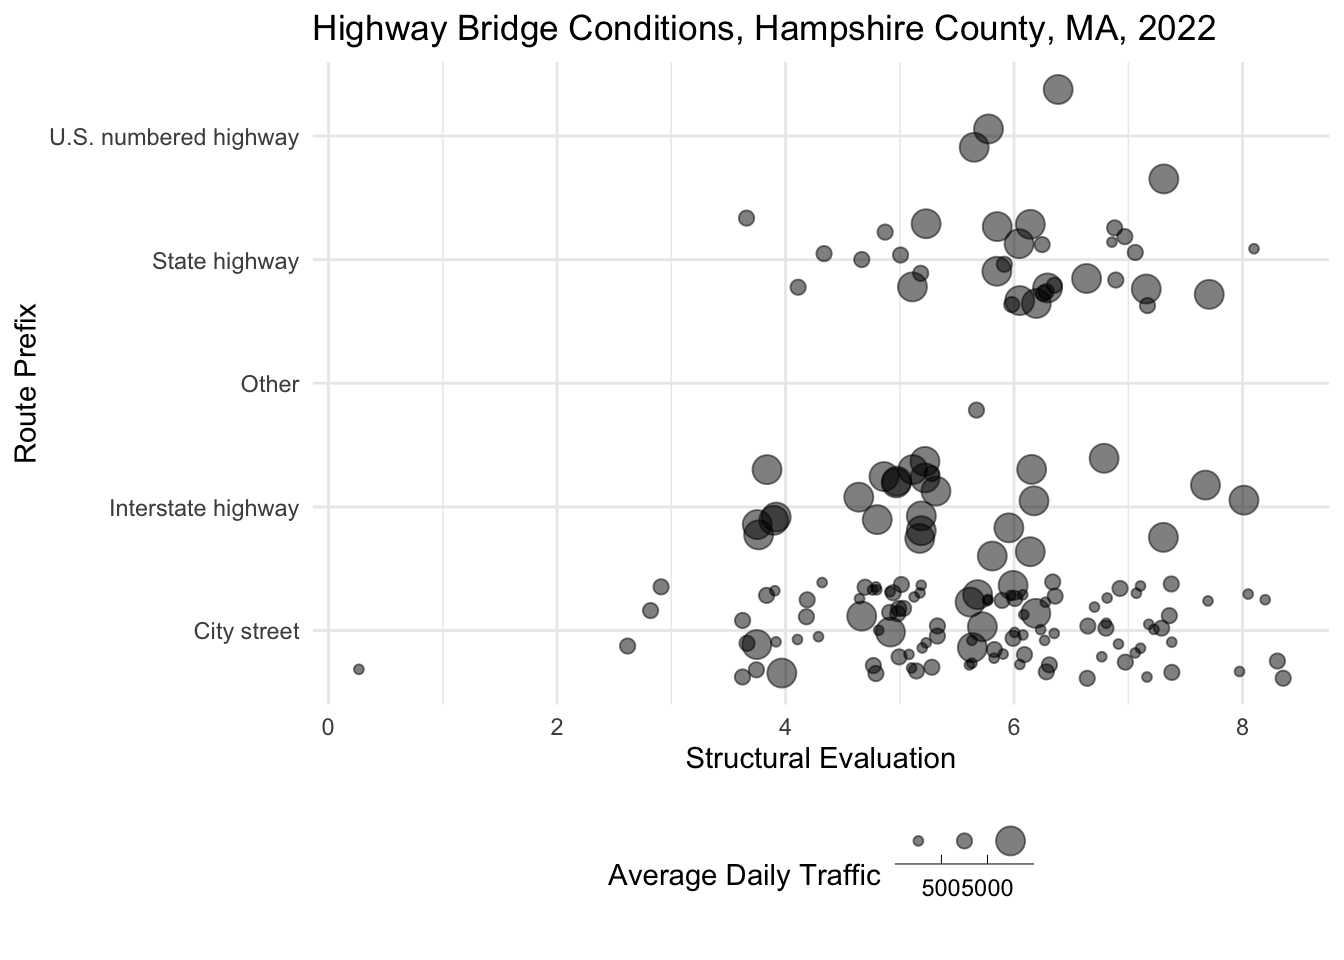 Highway Bridge Conditions, Hampshire County, MA, 2022
U.S. numbered highway
State highway
Other
Interstate highway
City street
Route Prefix
0 2 4 6 8
Structural Evaluation
Average Daily Traffic
5005000